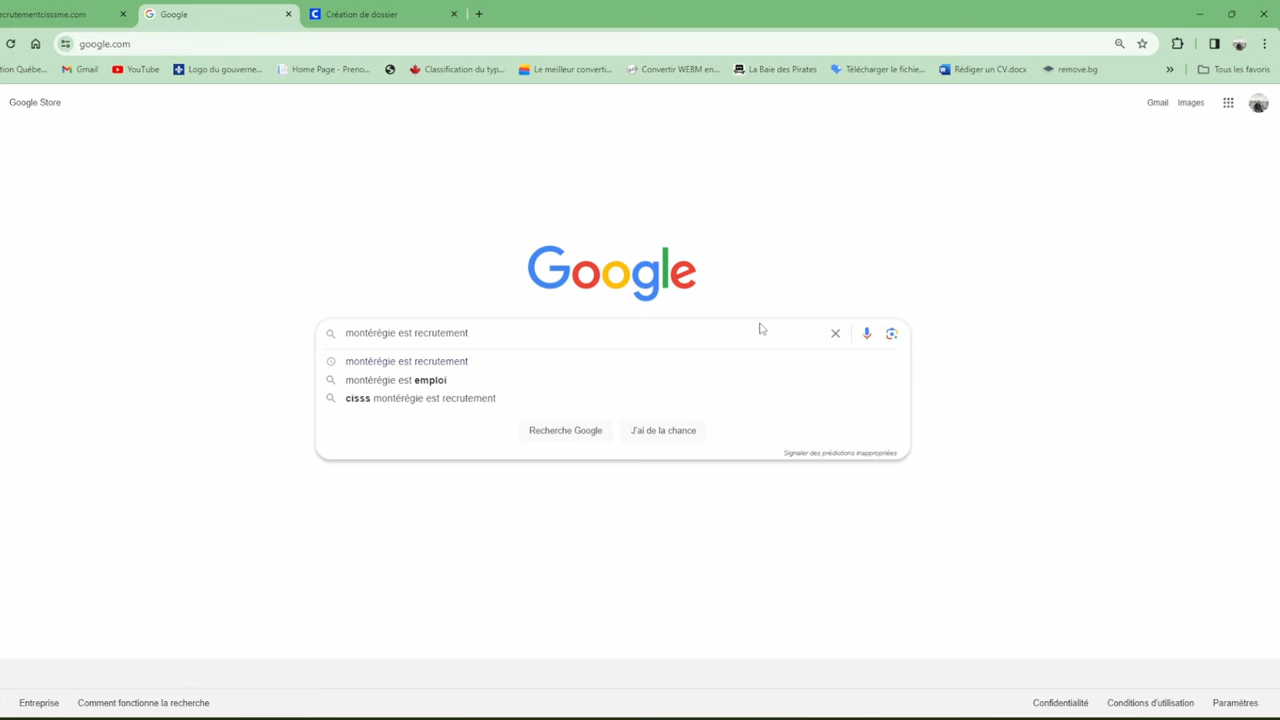 ecrutementcisssme.com
Google
Création de dossier
google.com
tion Québe...
Gmail
YouTube
Logo du gouverne...
Home Page - Preno...
Classification du typ...
Le meilleur converti...
Convertir WEBM en...
La Baie des Pirates
Télécharger le fichie...
Rédiger un CV.docx
remove.bg
»
Tous les favoris
Google Store
Gmail
Images
Google
montérégie est recrutement
montérégie est recrutement
montérégie est emploi
cisss montérégie est recrutement
Recherche Google
J'ai de la chance
Signaler des prédictions inappropriées
Entreprise
Comment fonctionne la recherche
Confidentialité
Conditions d'utilisation
Paramètres